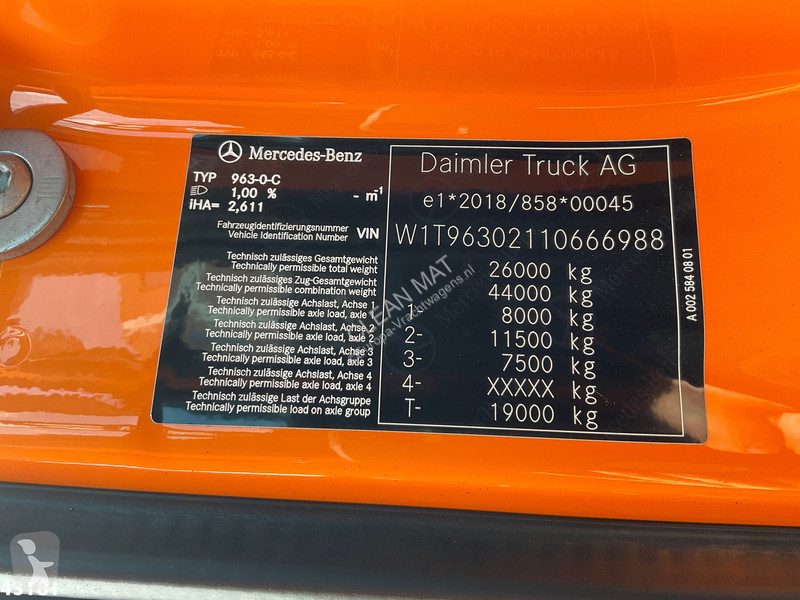 Mercedes-Benz
TYP 963-0-C
1,00 % - m⁻¹
iHA= 2,611
Fahrzeugidentifizierungsnummer
Vehicle Identification Number VIN
Technisch zulässiges Gesamtgewicht
Technically permissible total weight
Technisch zulässiges Zug-Gesamtgewicht
Technically permissible combination weight
Technisch zulässige Achslast, Achse 1
Technically permissible axle load, axle 1
Technisch zulässige Achslast, Achse 2
Technically permissible axle load, axle 2
Technisch zulässige Achslast, Achse 3
Technically permissible axle load, axle 3
Technisch zulässige Achslast, Achse 4
Technically permissible axle load, axle 4
Technisch zulässige Last der Achsgruppe
Technically permissible load on axle group
Daimler Truck AG
e1*2018/858*00045
W1T96302110666988
26000 kg
44000 kg
1- 8000 kg
2- 11500 kg
3- 7500 kg
4- XXXXX kg
T- 19000 kg
A 002 584 08 01
CLEAN MAT
Europa-Vrachtwagens.nl